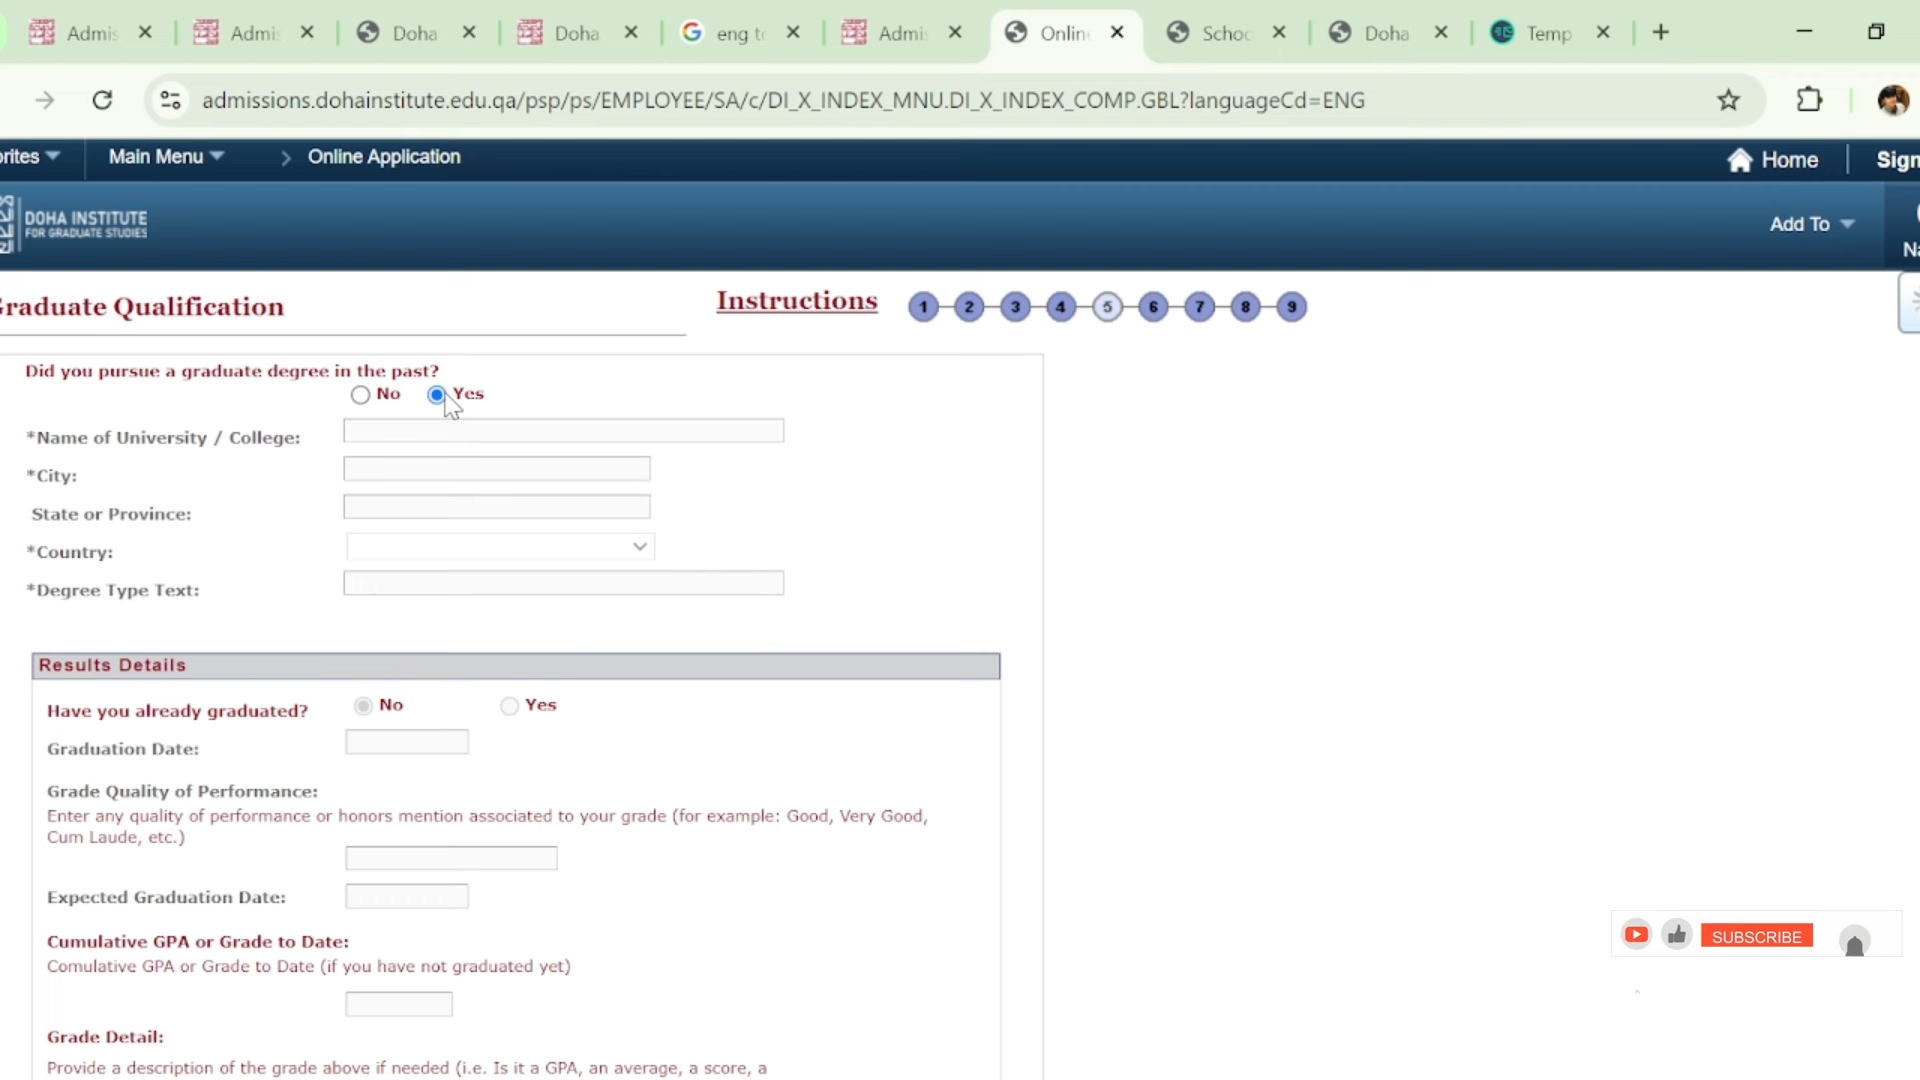 Admis
Admi
Doha
Doha
eng to
Admi
Online
Schoo
Doha
Temp
admissions.dohainstitute.edu.qa/psp/ps/EMPLOYEE/SA/c/DI_X_INDEX_MNU.DI_X_INDEX_COMP.GBL?languageCd=ENG
orites
Main Menu
Online Application
Home
Sign
DOHA INSTITUTE
FOR GRADUATE STUDIES
Add To
Na
Graduate Qualification
Instructions
1 2 3 4 5 6 7 8 9
Did you pursue a graduate degree in the past?
No Yes
*Name of University / College:
*City:
State or Province:
*Country:
*Degree Type Text:
Results Details
Have you already graduated? No Yes
Graduation Date:
Grade Quality of Performance:
Enter any quality of performance or honors mention associated to your grade (for example: Good, Very Good,
Cum Laude, etc.)
Expected Graduation Date:
Cumulative GPA or Grade to Date:
Comulative GPA or Grade to Date (if you have not graduated yet)
Grade Detail:
Provide a description of the grade above if needed (i.e. Is it a GPA, an average, a score, a
SUBSCRIBE